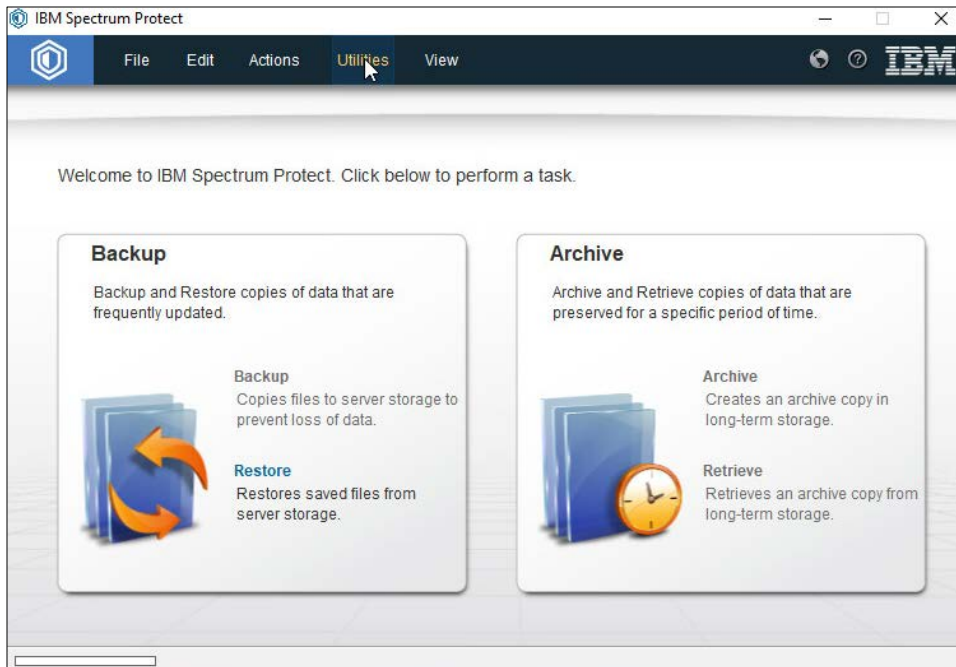 IBM Spectrum Protect
File Edit Actions Utilities View ? IBM
Welcome to IBM Spectrum Protect. Click below to perform a task.
Backup
Backup and Restore copies of data that are
frequently updated.
Backup
Copies files to server storage to
prevent loss of data.
Restore
Restores saved files from
server storage.
Archive
Archive and Retrieve copies of data that are
preserved for a specific period of time.
Archive
Creates an archive copy in
long-term storage.
Retrieve
Retrieves an archive copy from
long-term storage.